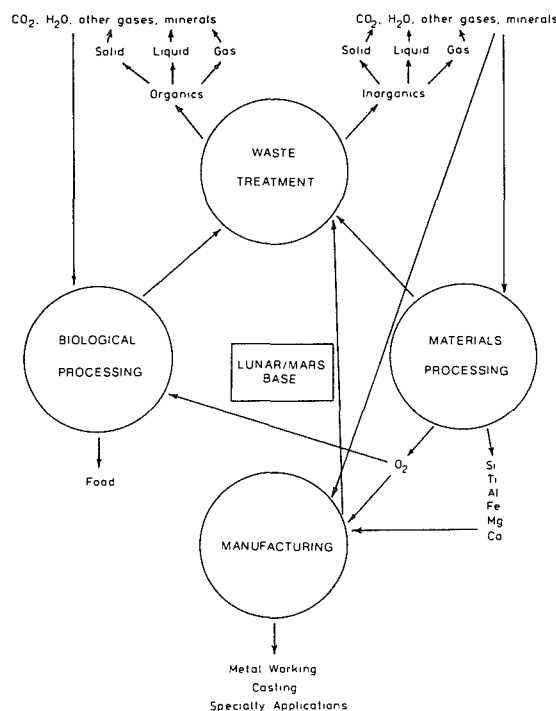 CO2, H2O, other gases, minerals
CO2, H2O, other gases, minerals
Solid Liquid Gas
Solid Liquid Gas
Organics
Inorganics
WASTE
TREATMENT
BIOLOGICAL
PROCESSING
LUNAR/MARS
BASE
MATERIALS
PROCESSING
O2
Si
Ti
Al
Fe
Mg
Ca
Food
MANUFACTURING
Metal Working
Casting
Specialty Applications